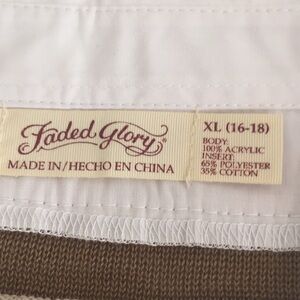 Faded Glory®
MADE IN/HECHO EN CHINA
XL (16-18)
BODY:
100% ACRYLIC
INSERT:
65% POLYESTER
35% COTTON